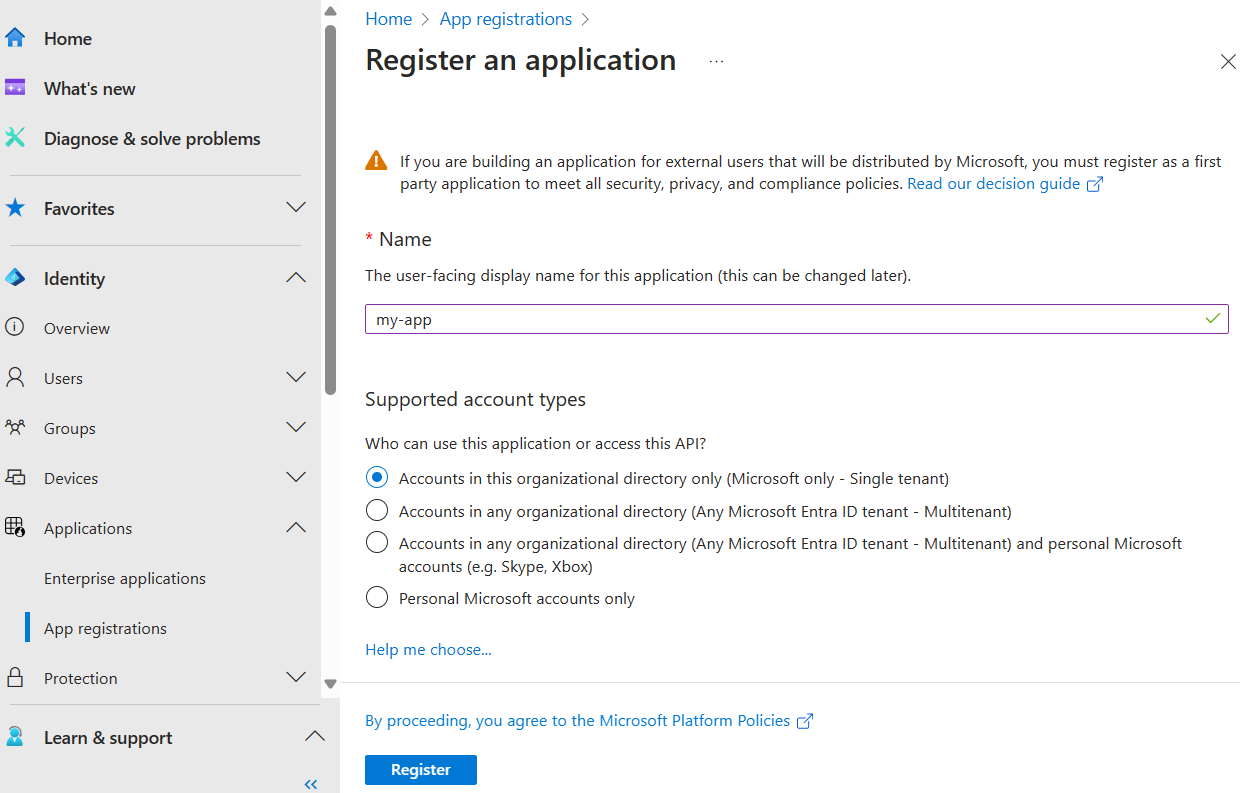 Home
What's new
Diagnose & solve problems
Favorites
Identity
Overview
Users
Groups
Devices
Applications
Enterprise applications
App registrations
Protection
Learn & support
Home
App registrations
Register an application
If you are building an application for external users that will be distributed by Microsoft, you must register as a first
party application to meet all security, privacy, and compliance policies. Read our decision guide
* Name
The user-facing display name for this application (this can be changed later).
my-app
Supported account types
Who can use this application or access this API?
Accounts in this organizational directory only (Microsoft only - Single tenant)
Accounts in any organizational directory (Any Microsoft Entra ID tenant - Multitenant)
Accounts in any organizational directory (Any Microsoft Entra ID tenant - Multitenant) and personal Microsoft
accounts (e.g. Skype, Xbox)
Personal Microsoft accounts only
Help me choose...
By proceeding, you agree to the Microsoft Platform Policies
Register